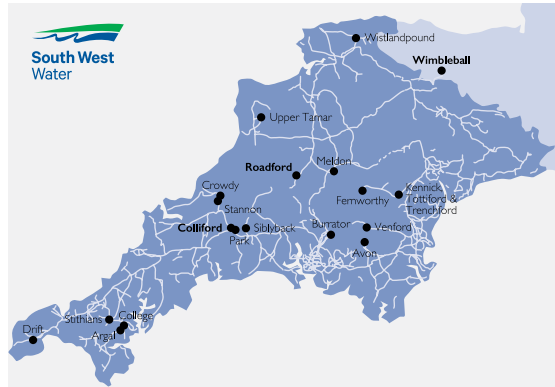 South West
Water
Wistlandpound
Wimbleball
Upper Tamar
Roadford
Meldon
Crowdy
Stannon
Fernworthy
Kennick,
Tottiford &
Trenchford
Colliford
Park
Siblyback
Burrator
Venford
Avon
Stithians
College
Argal
Drift